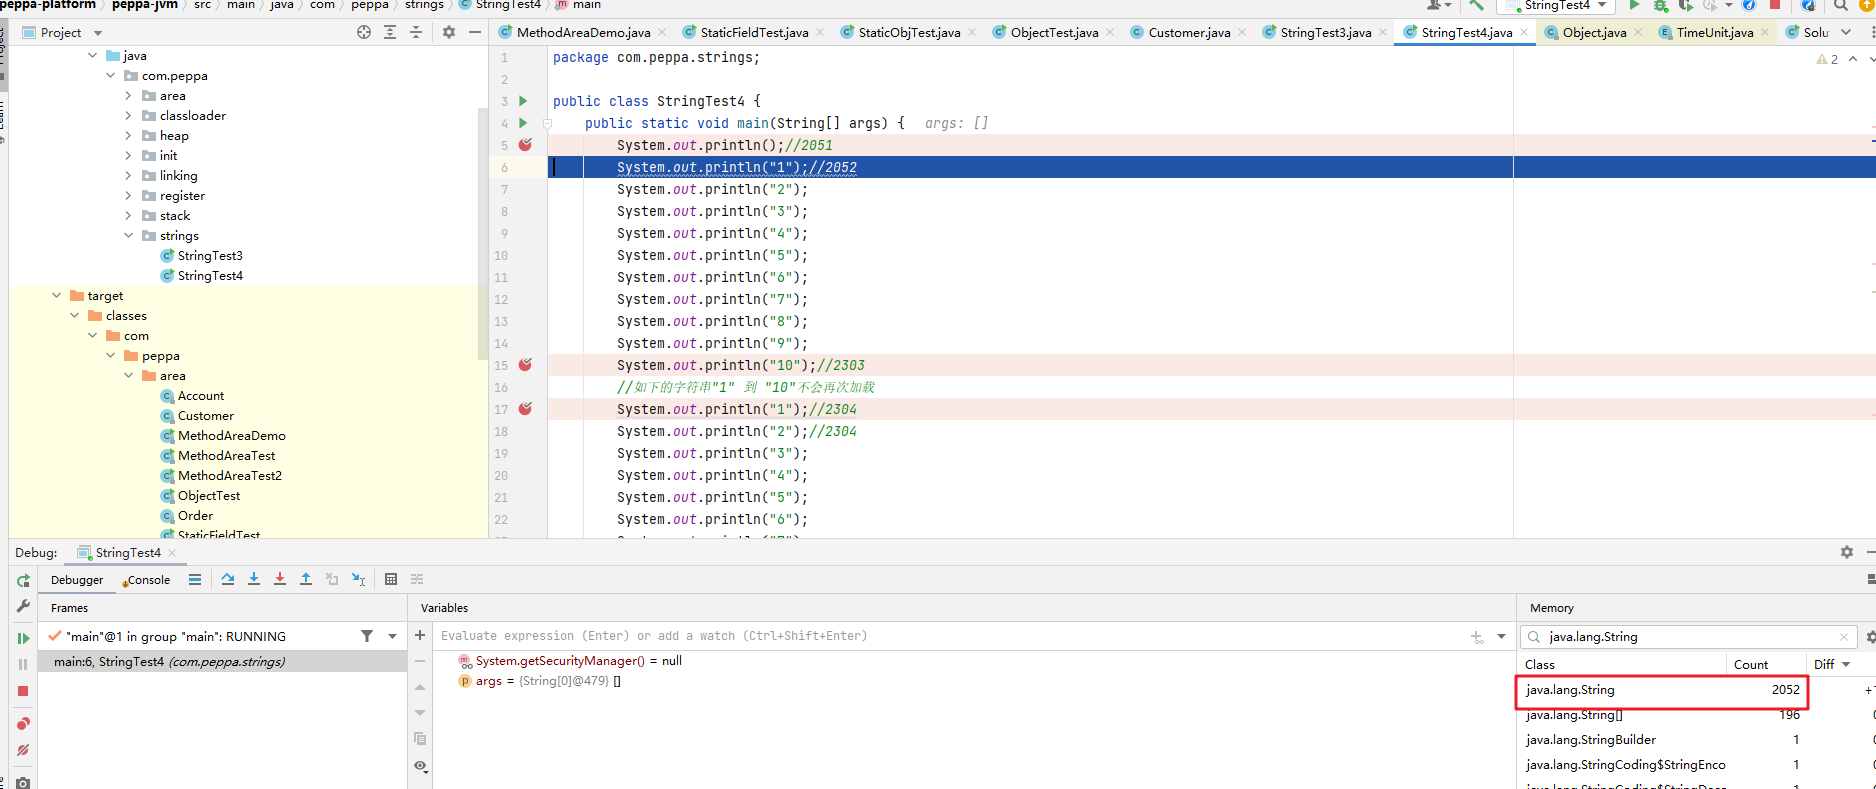 peppa-platform › peppa-jvm › src › main › java › com › peppa › strings › StringTest4 › main
StringTest4
Project
MethodAreaDemo.java
StaticFieldTest.java
StaticObjTest.java
ObjectTest.java
Customer.java
StringTest3.java
StringTest4.java
Object.java
TimeUnit.java
Solu
java
com.peppa
area
classloader
heap
init
linking
register
stack
strings
StringTest3
StringTest4
target
classes
com
peppa
area
Account
Customer
MethodAreaDemo
MethodAreaTest
MethodAreaTest2
ObjectTest
Order
StaticFieldTest
2
1 package com.peppa.strings;
2
3 public class StringTest4 {
4 public static void main(String[] args) { args: []
5 System.out.println();//2051
6 System.out.println("1");//2052
7 System.out.println("2");
8 System.out.println("3");
9 System.out.println("4");
10 System.out.println("5");
11 System.out.println("6");
12 System.out.println("7");
13 System.out.println("8");
14 System.out.println("9");
15 System.out.println("10");//2303
16 //如下的字符串"1" 到 "10"不会再次加载
17 System.out.println("1");//2304
18 System.out.println("2");//2304
19 System.out.println("3");
20 System.out.println("4");
21 System.out.println("5");
22 System.out.println("6");
Debug: StringTest4
Debugger Console
Frames
"main"@1 in group "main": RUNNING
main:6, StringTest4 (com.peppa.strings)
Variables
Evaluate expression (Enter) or add a watch (Ctrl+Shift+Enter)
System.getSecurityManager() = null
args = {String[0]@479} []
Memory
java.lang.String
Class Count Diff
java.lang.String 2052
java.lang.String[] 196
java.lang.StringBuilder 1
java.lang.StringCoding$StringEnco 1